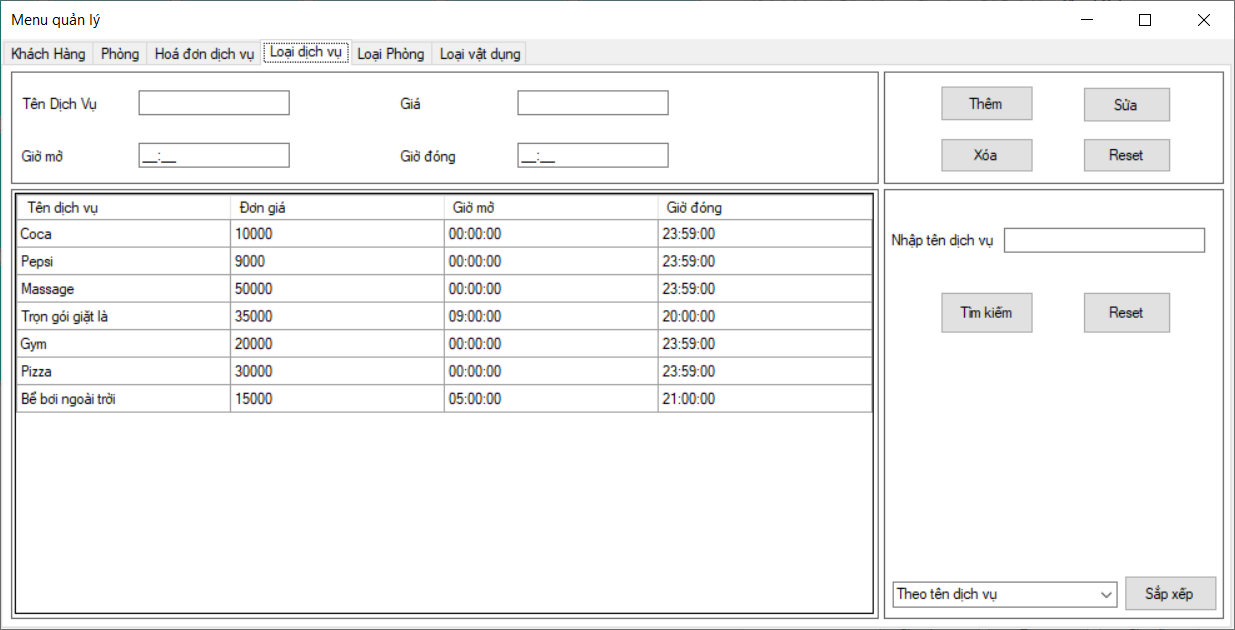 Menu quản lý
Khách Hàng Phòng Hoá đơn dịch vụ Loại dịch vụ Loại Phòng Loại vật dụng
Tên Dịch Vụ Giá
Giờ mở __:__ Giờ đóng __:__
Thêm Sửa
Xóa Reset
Tên dịch vụ Đơn giá Giờ mở Giờ đóng
Coca 10000 00:00:00 23:59:00
Pepsi 9000 00:00:00 23:59:00
Massage 50000 00:00:00 23:59:00
Trọn gói giặt là 35000 09:00:00 20:00:00
Gym 20000 00:00:00 23:59:00
Pizza 30000 00:00:00 23:59:00
Bể bơi ngoài trời 15000 05:00:00 21:00:00
Nhập tên dịch vụ
Tìm kiếm Reset
Theo tên dịch vụ Sắp xếp